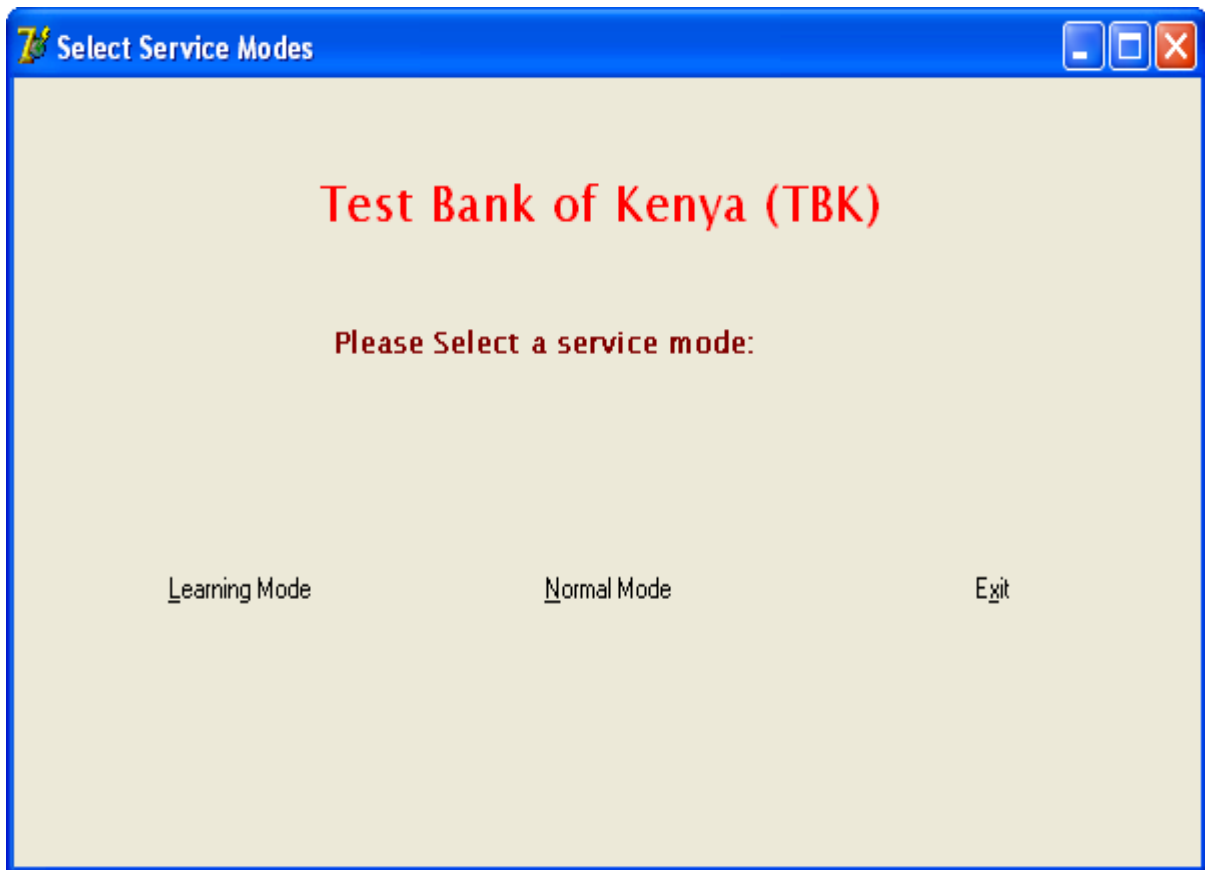 Select Service Modes
Test Bank of Kenya (TBK)
Please Select a service mode:
Learning Mode Normal Mode Exit